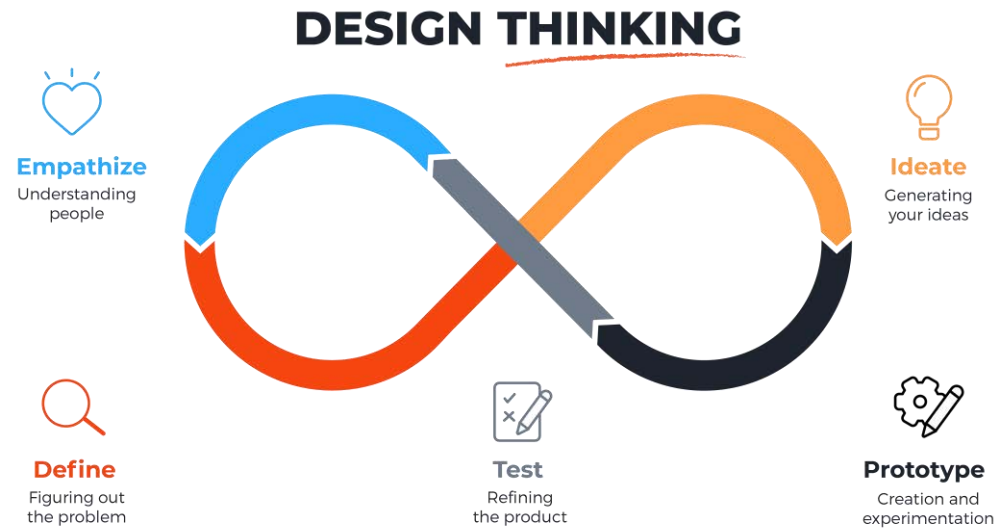 DESIGN THINKING
Empathize
Understanding
people
Ideate
Generating
your ideas
Define
Figuring out
the problem
Test
Refining
the product
Prototype
Creation and
experimentation